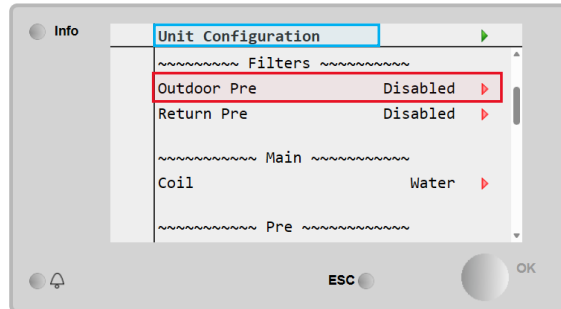 Info
Unit Configuration
~~~~~~~~~ Filters ~~~~~~~~~~
Outdoor Pre Disabled
Return Pre Disabled
~~~~~~~~~~~ Main ~~~~~~~~~~~
Coil Water
~~~~~~~~~~~ Pre ~~~~~~~~~~~~
ESC
OK